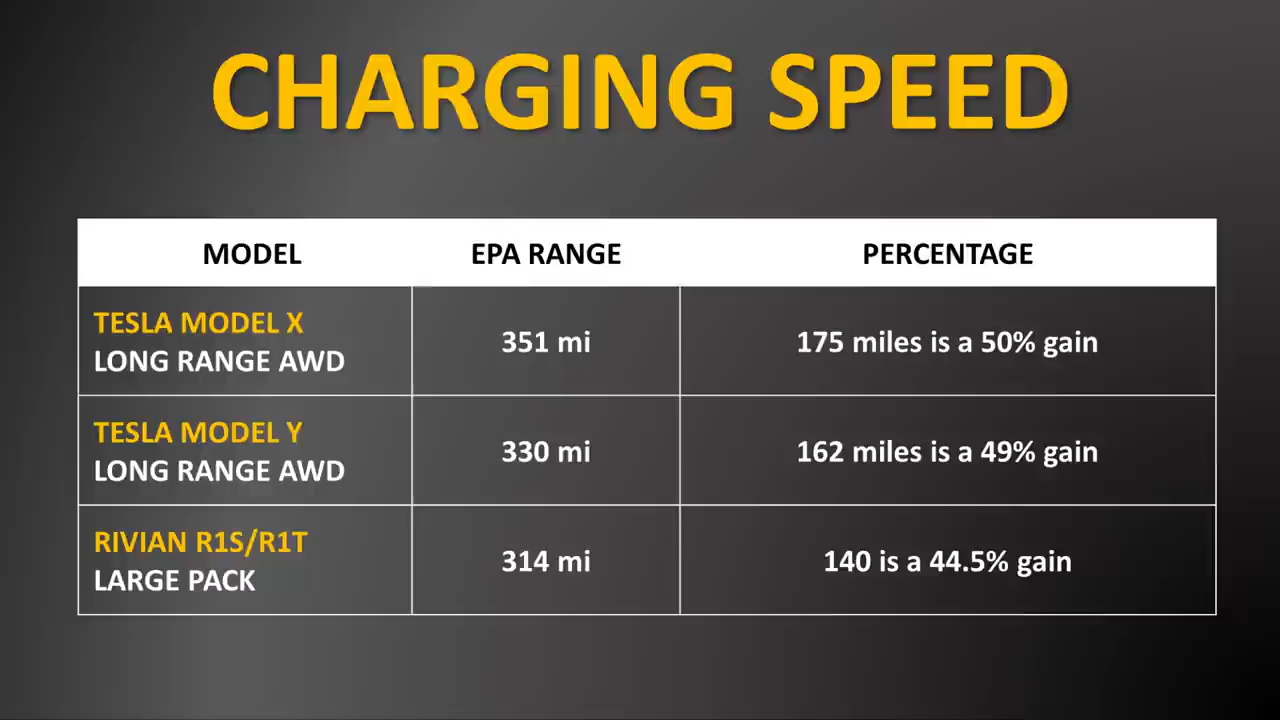 CHARGING SPEED
MODEL EPA RANGE PERCENTAGE
TESLA MODEL X
LONG RANGE AWD
351 mi
175 miles is a 50% gain
TESLA MODEL Y
LONG RANGE AWD
330 mi
162 miles is a 49% gain
RIVIAN R1S/R1T
LARGE PACK
314 mi
140 is a 44.5% gain